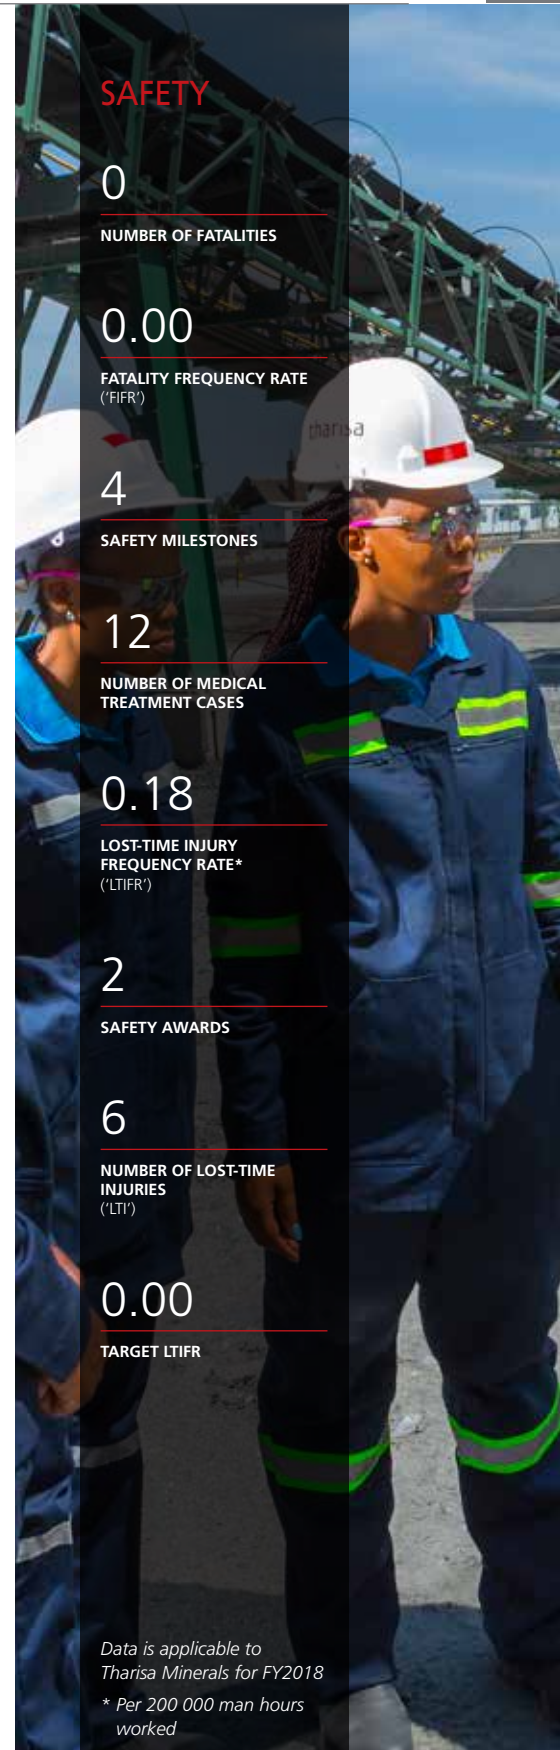 SAFETY
0
NUMBER OF FATALITIES
0.00
FATALITY FREQUENCY RATE
('FIFR')
tharisa
4
SAFETY MILESTONES
12
NUMBER OF MEDICAL
TREATMENT CASES
0.18
LOST-TIME INJURY
FREQUENCY RATE*
('LTIFR')
2
SAFETY AWARDS
6
NUMBER OF LOST-TIME
INJURIES
('LTI')
0.00
TARGET LTIFR
Data is applicable to
Tharisa Minerals for FY2018
* Per 200 000 man hours
worked